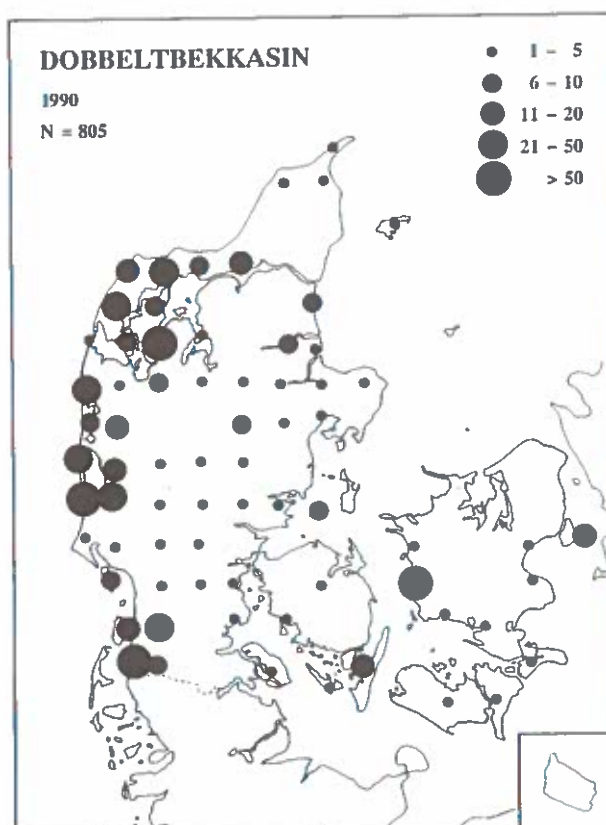 DOBBELTBEKKASIN
1990
N = 805
1 – 5
6 – 10
11 – 20
21 – 50
> 50